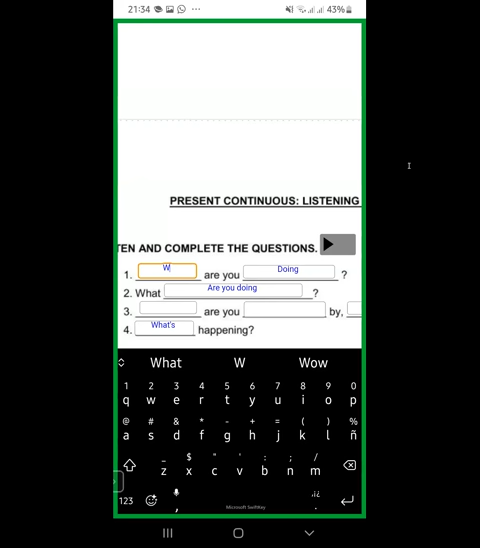 21:34 ... 43%
PRESENT CONTINUOUS: LISTENING
TEN AND COMPLETE THE QUESTIONS.
1. W are you Doing ?
2. What Are you doing ?
3. are you by,
4. What's happening?
What W Wow
1 2 3 4 5 6 7 8 9 0
q w e r t y u i o p
@ # & * - + = ( ) %
a s d f g h j k l ñ
_ $ " ' : ; /
z x c v b n m
123 , .¡¿ .
Microsoft SwiftKey